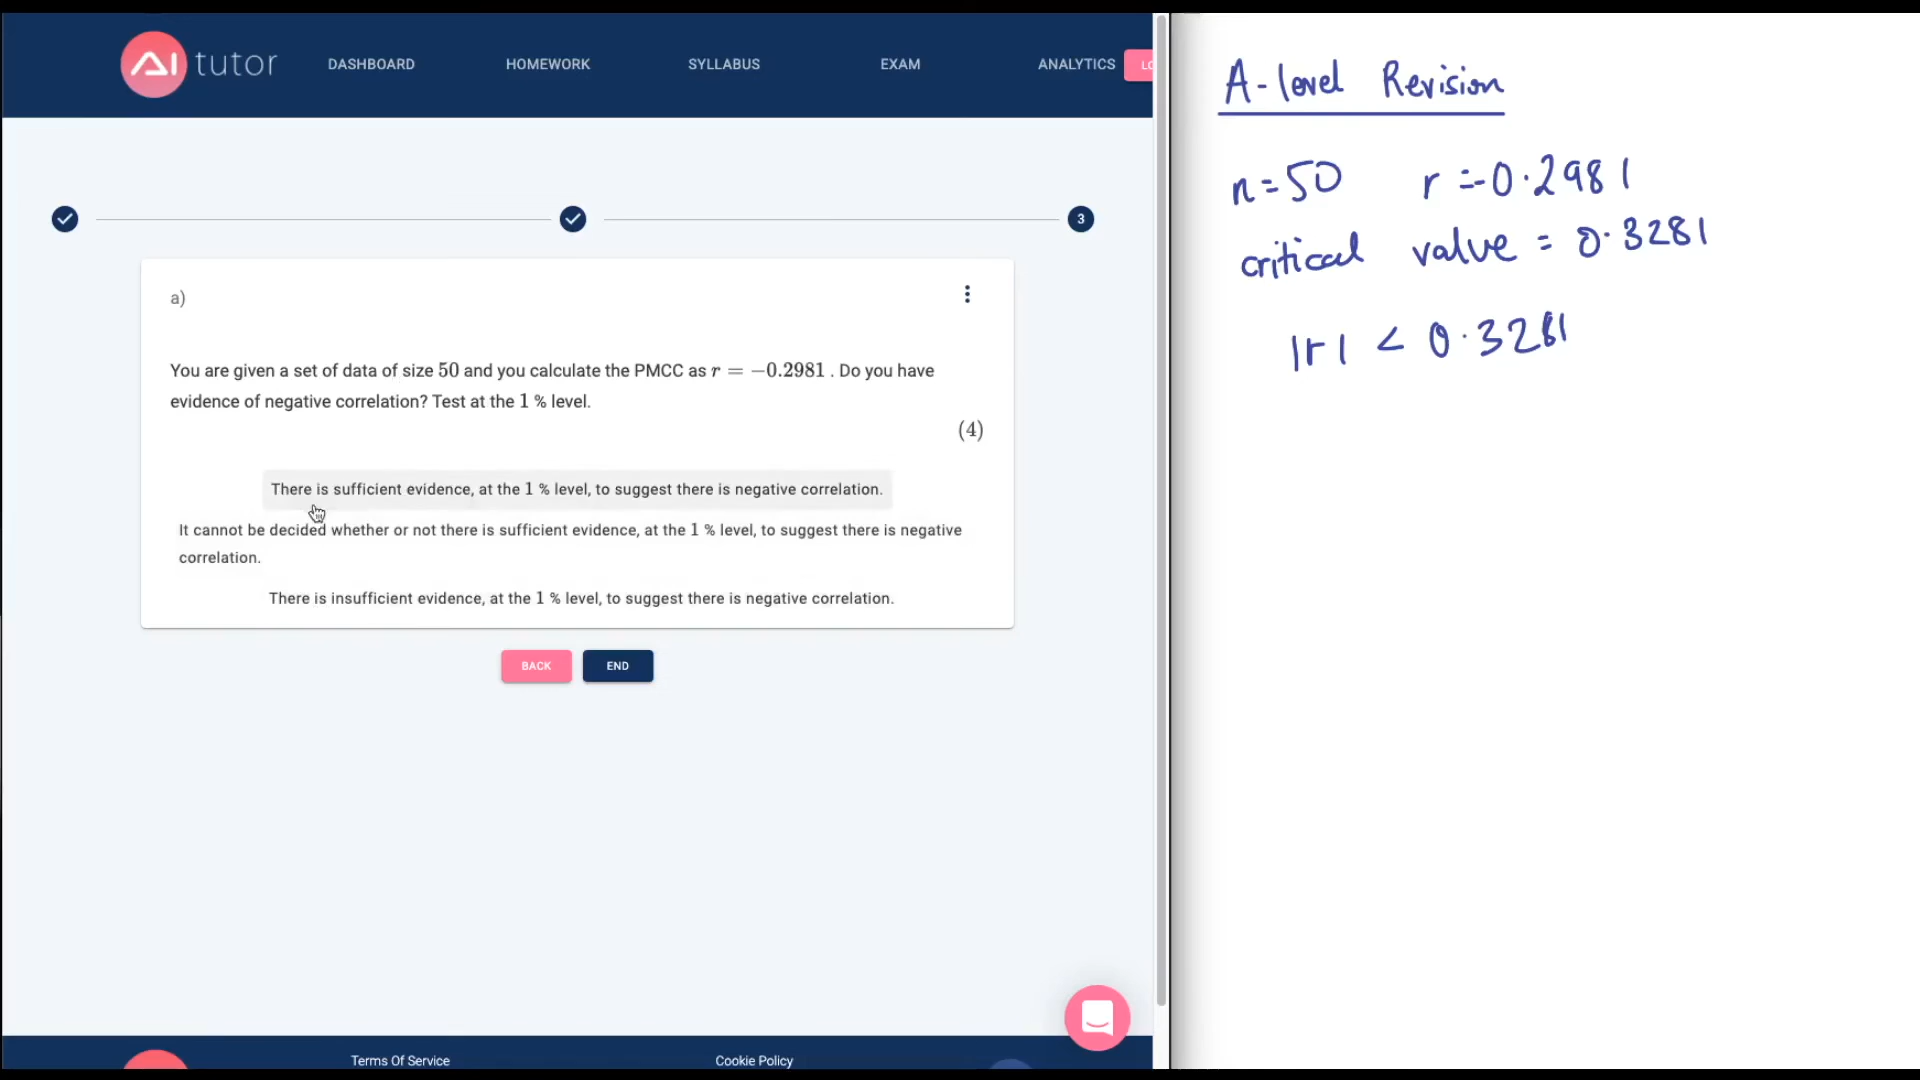 AI tutor DASHBOARD HOMEWORK SYLLABUS EXAM ANALYTICS LO
3
a)
You are given a set of data of size 50 and you calculate the PMCC as r = −0.2981 . Do you have
evidence of negative correlation? Test at the 1 % level.
(4)
There is sufficient evidence, at the 1 % level, to suggest there is negative correlation.
It cannot be decided whether or not there is sufficient evidence, at the 1 % level, to suggest there is negative
correlation.
There is insufficient evidence, at the 1 % level, to suggest there is negative correlation.
BACK END
Terms Of Service Cookie Policy
A-level Revision
n=50 r=-0.2981
critical value = 0.3281
|r| < 0.3281